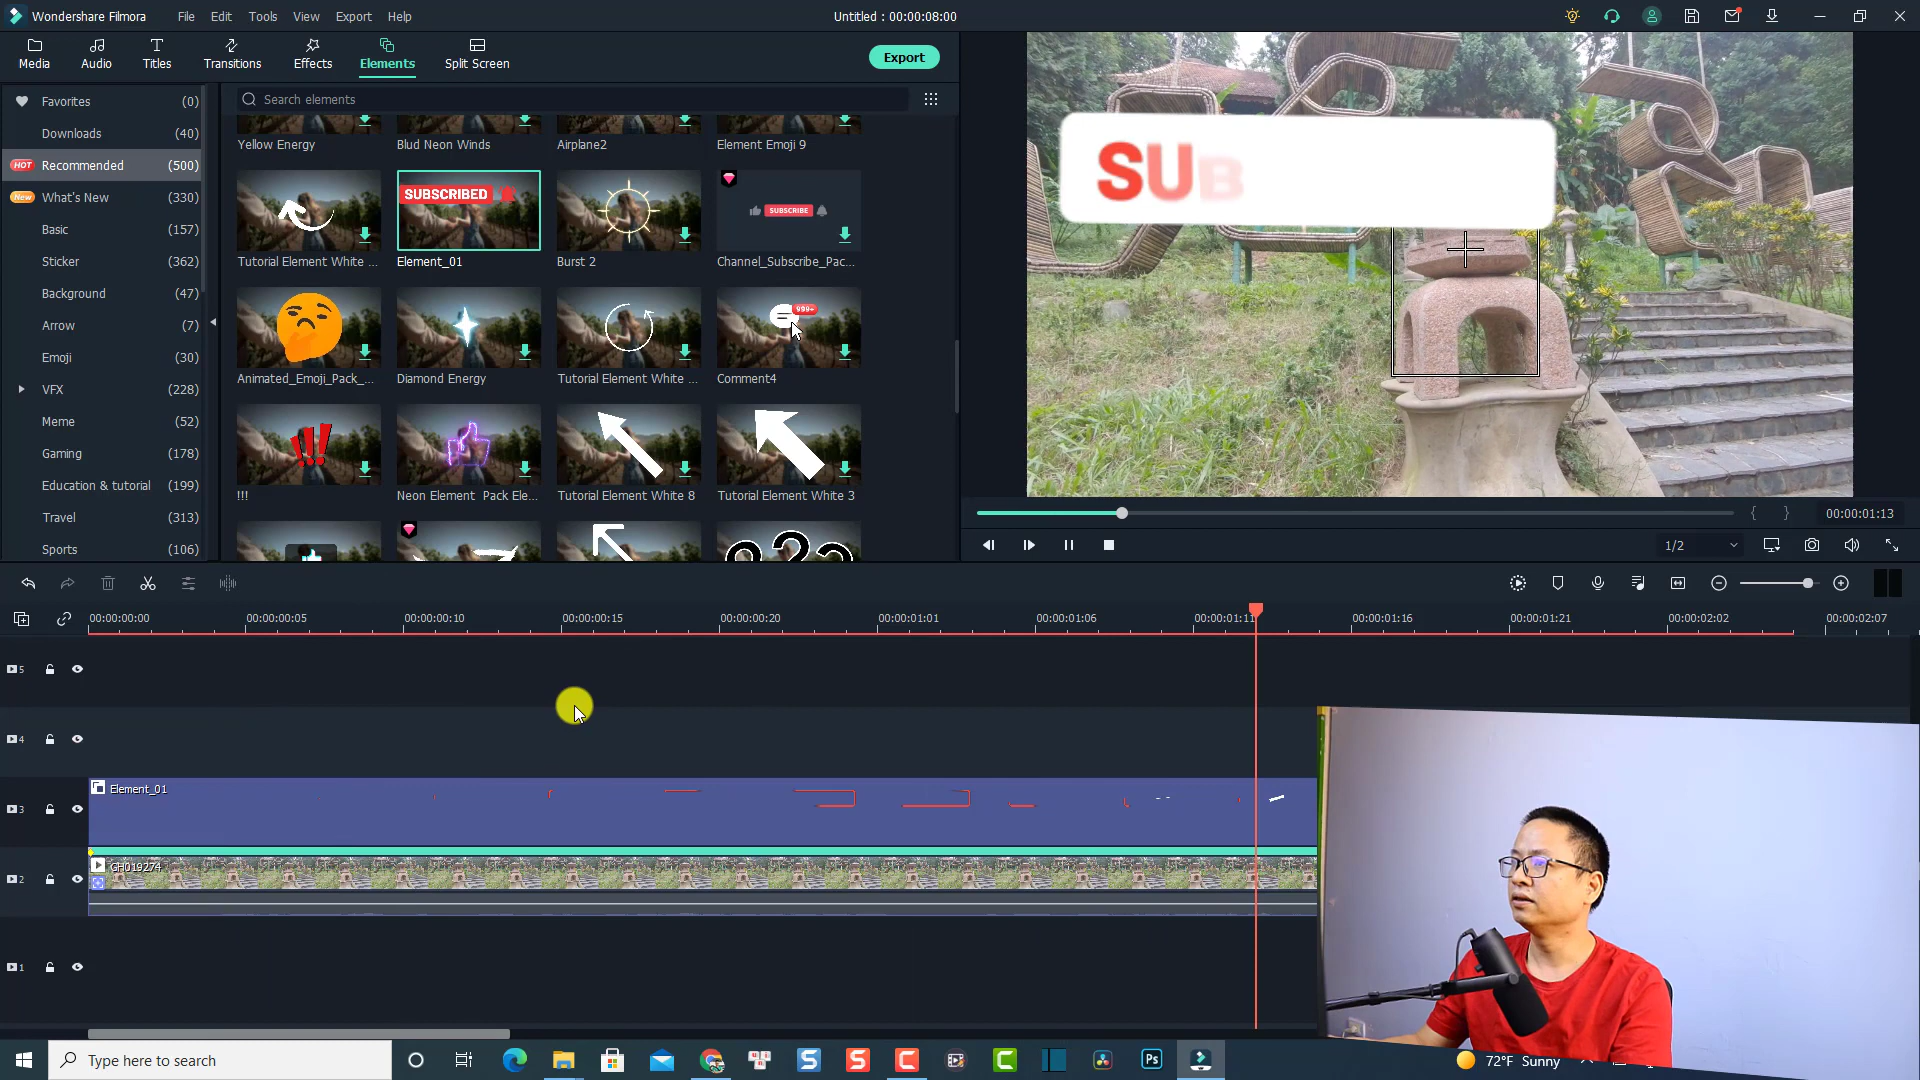 Wondershare Filmora
File Edit Tools View Export Help
Untitled : 00:00:08:00
Media Audio Titles Transitions Effects Elements Split Screen
Export
Favorites (0)
Downloads (40)
HOT Recommended (500)
New What's New (330)
Basic (157)
Sticker (362)
Background (47)
Arrow (7)
Emoji (30)
VFX (228)
Meme (52)
Gaming (178)
Education & tutorial (199)
Travel (313)
Sports (106)
Search elements
Yellow Energy Blud Neon Winds Airplane2 Element Emoji 9
SUBSCRIBED
SUBSCRIBE
Tutorial Element White ... Element_01 Burst 2 Channel_Subscribe_Pac...
999+
Animated_Emoji_Pack_... Diamond Energy Tutorial Element White ... Comment4
!!!
!!! Neon Element Pack Ele... Tutorial Element White 8 Tutorial Element White 3
???
SUB
{ } 00:00:01:13
1/2
00:00:00:00 00:00:00:05 00:00:00:10 00:00:00:15 00:00:00:20 00:00:01:01 00:00:01:06 00:00:01:11 00:00:01:16 00:00:01:21 00:00:02:02 00:00:02:07
5
4
3
Element_01
2
GH019274
1
Type here to search
S S C C Ps
72°F Sunny